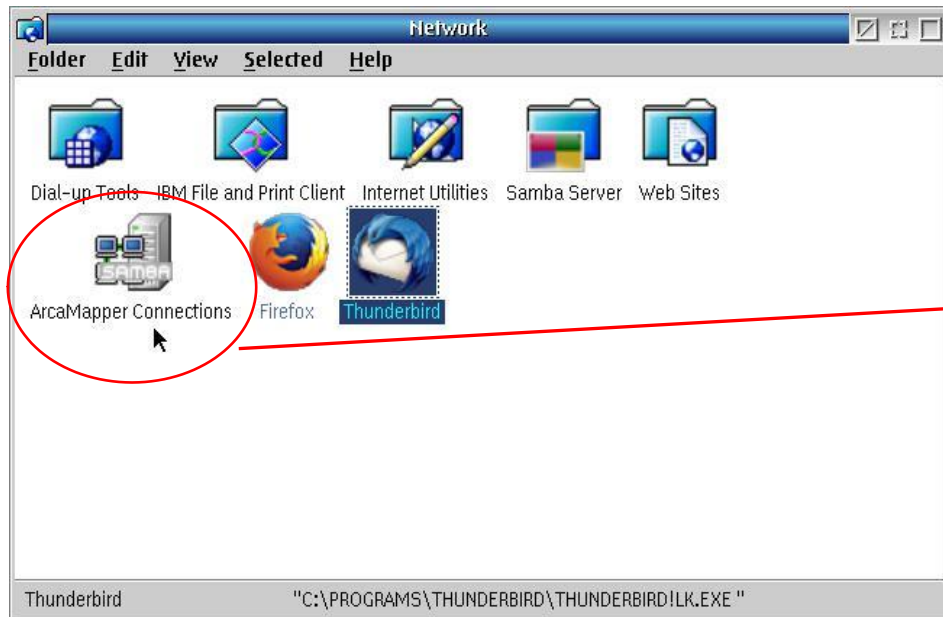 Network
Folder Edit View Selected Help
Dial-up Tools IBM File and Print Client Internet Utilities Samba Server Web Sites
SAMBA
ArcaMapper Connections Firefox Thunderbird
Thunderbird "C:\PROGRAMS\THUNDERBIRD\THUNDERBIRD!LK.EXE "